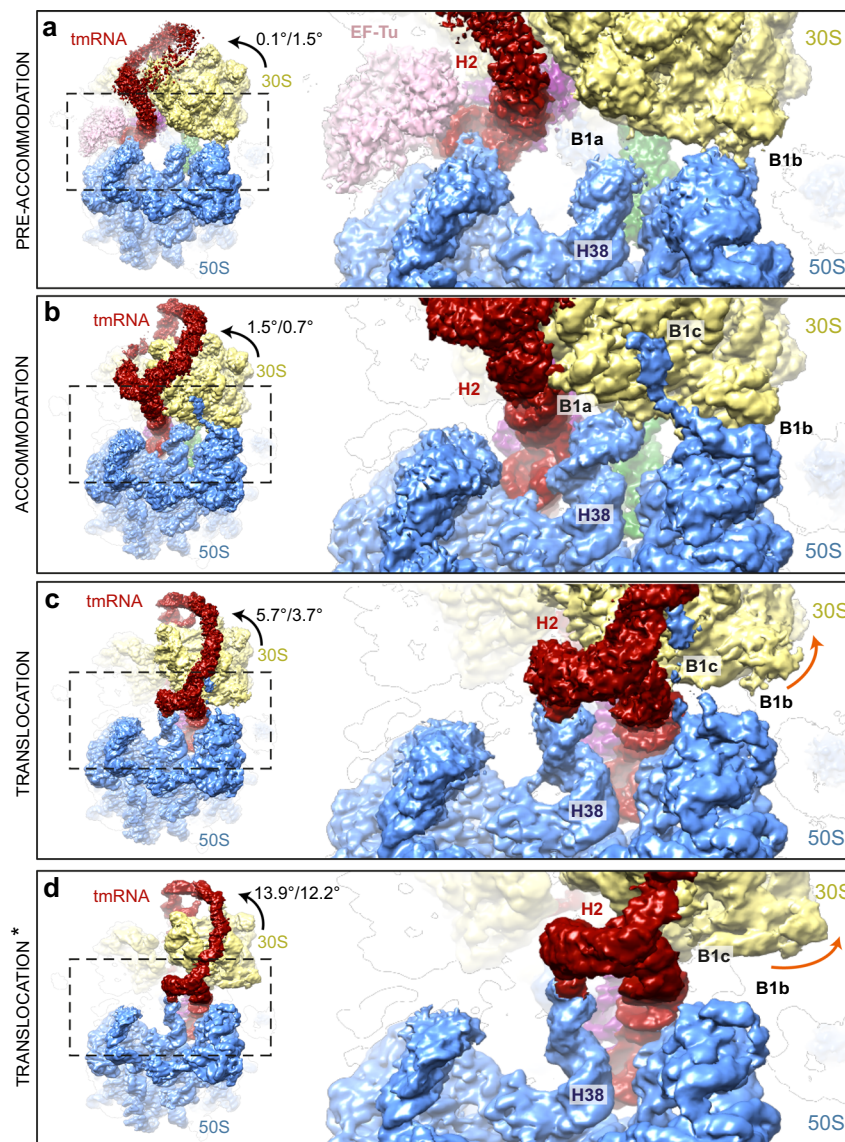 PRE-ACCOMMODATION
a
tmRNA
0.1°/1.5°
30S
50S
EF-Tu
H2
30S
B1a
B1b
H38
50S
ACCOMMODATION
b
tmRNA
1.5°/0.7°
30S
50S
B1c
30S
H2
B1a
B1b
H38
50S
TRANSLOCATION
c
tmRNA
5.7°/3.7°
30S
50S
30S
H2
B1c
B1b
H38
50S
TRANSLOCATION *
d
tmRNA
13.9°/12.2°
30S
50S
30S
H2
B1c
B1b
H38
50S